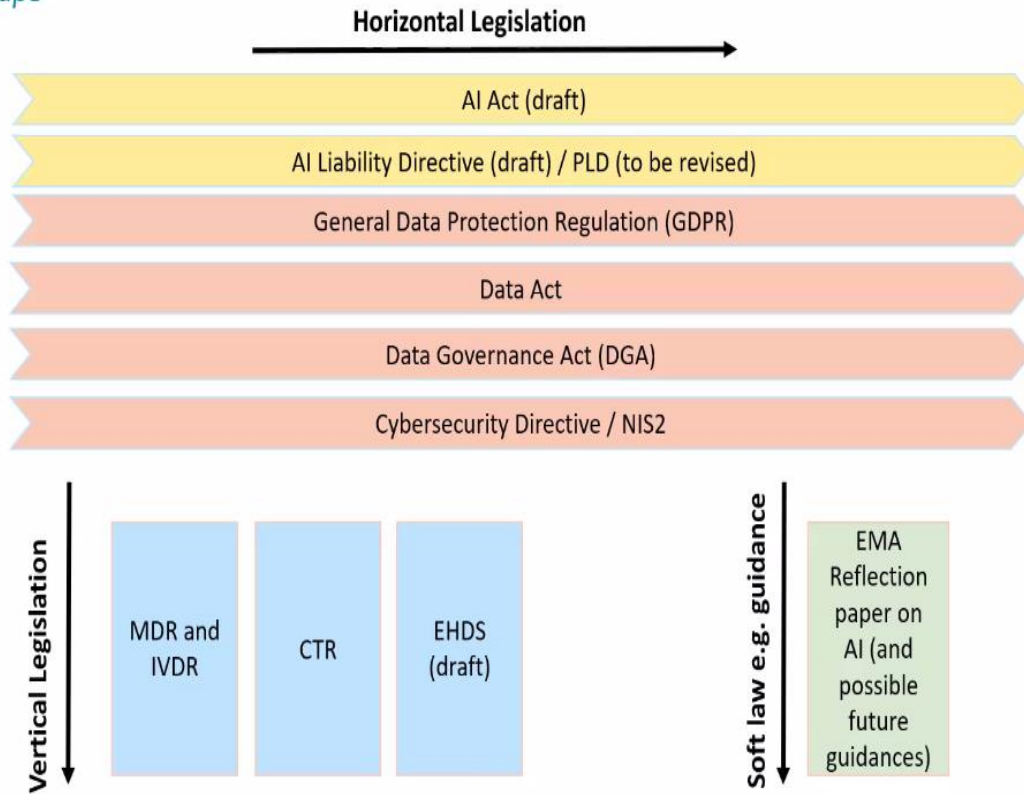 Horizontal Legislation
AI Act (draft)
AI Liability Directive (draft) / PLD (to be revised)
General Data Protection Regulation (GDPR)
Data Act
Data Governance Act (DGA)
Cybersecurity Directive / NIS2
Vertical Legislation
MDR and
IVDR
CTR
EHDS
(draft)
Soft law e.g. guidance
EMA
Reflection
paper on
AI (and
possible
future
guidances)